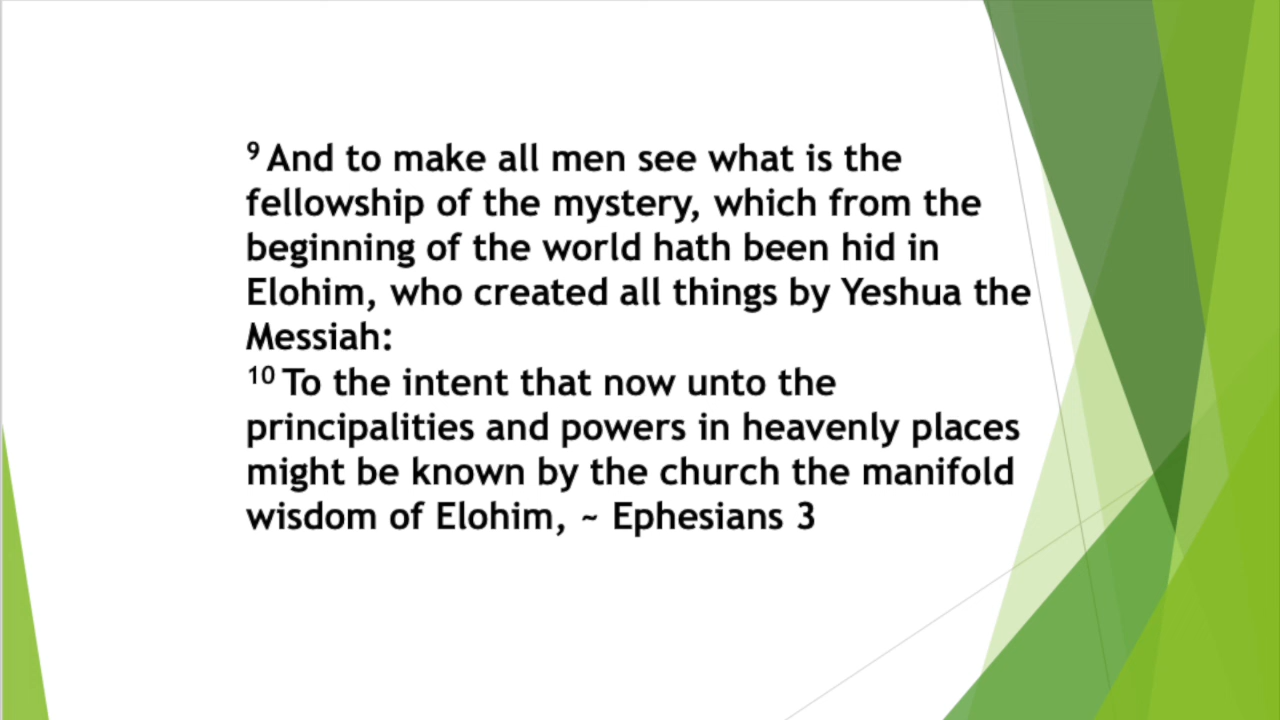 9 And to make all men see what is the
fellowship of the mystery, which from the
beginning of the world hath been hid in
Elohim, who created all things by Yeshua the
Messiah:
10 To the intent that now unto the
principalities and powers in heavenly places
might be known by the church the manifold
wisdom of Elohim, ~ Ephesians 3